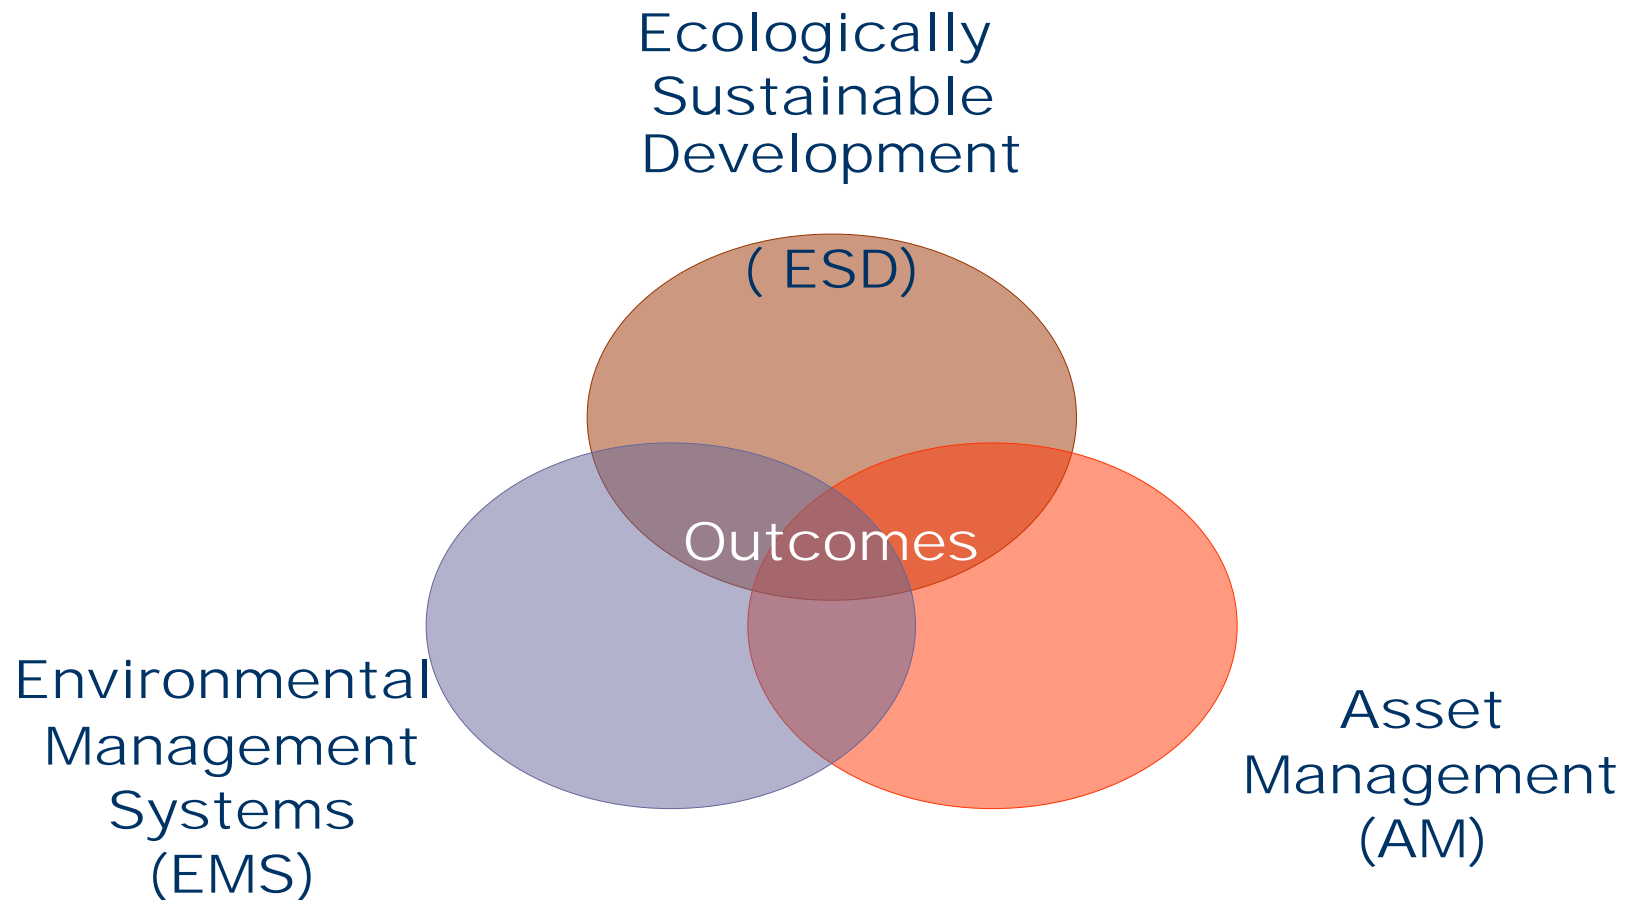 Ecologically
Sustainable
Development
( ESD)
Outcomes
Environmental
Management
Systems
(EMS)
Asset
Management
(AM)